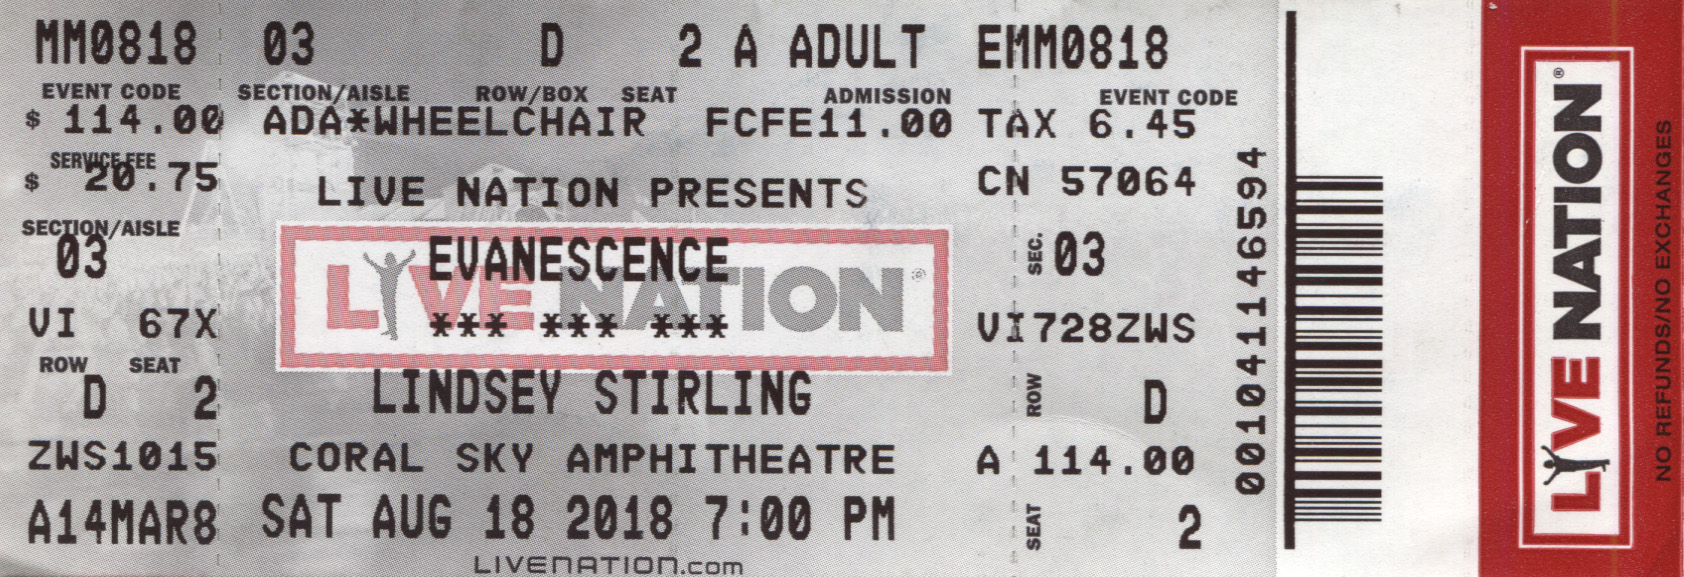 MM0818 03 D 2 A ADULT EMM0818
EVENT CODE SECTION/AISLE ROW/BOX SEAT ADMISSION EVENT CODE
$ 114.00 ADA*WHEELCHAIR FCFE11.00 TAX 6.45
SERVICE FEE
$ 20.75 LIVE NATION PRESENTS CN 57064
SECTION/AISLE
03 EVANESCENCE SEC. 03
LIVE NATION®
VI 67X *** *** *** VI728ZWS
ROW SEAT
D 2 LINDSEY STIRLING ROW D
ZWS1015 CORAL SKY AMPHITHEATRE A 114.00
A14MAR8 SAT AUG 18 2018 7:00 PM SEAT 2
LIVENATION.com
0010411146594
LIVE NATION®
NO REFUNDS/NO EXCHANGES